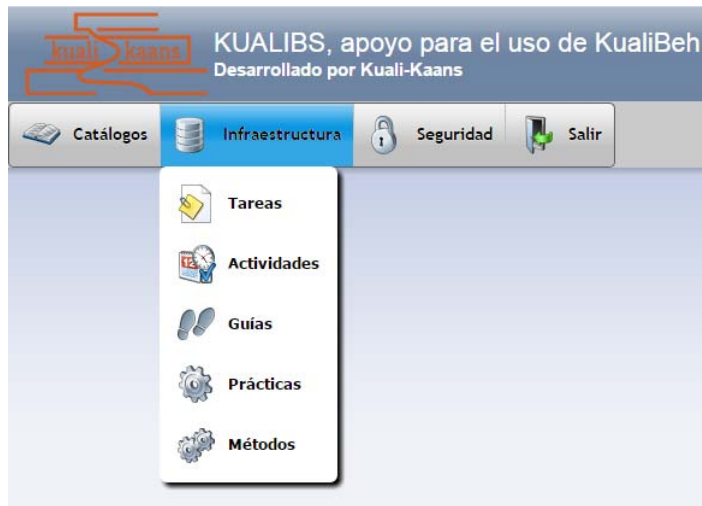 kuali kaans
KUALIBS, apoyo para el uso de KualiBeh
Desarrollado por Kuali-Kaans
Catálogos
Infraestructura
Seguridad
Salir
Tareas
Actividades
Guías
Prácticas
Métodos